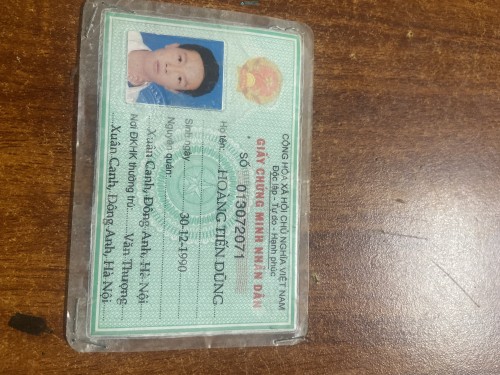 CỘNG HÒA XÃ HỘI CHỦ NGHĨA VIỆT NAM
Độc lập - Tự do - Hạnh phúc
GIẤY CHỨNG MINH NHÂN DÂN
SỐ 013072071
Họ tên: HOÀNG TIẾN DŨNG
Sinh ngày 30-12-1990
Nguyên quán:
Xuân Canh, Đông Anh, Hà Nội
Nơi ĐKHK thường trú: Văn Thượng
Xuân Canh, Đông Anh, Hà Nội